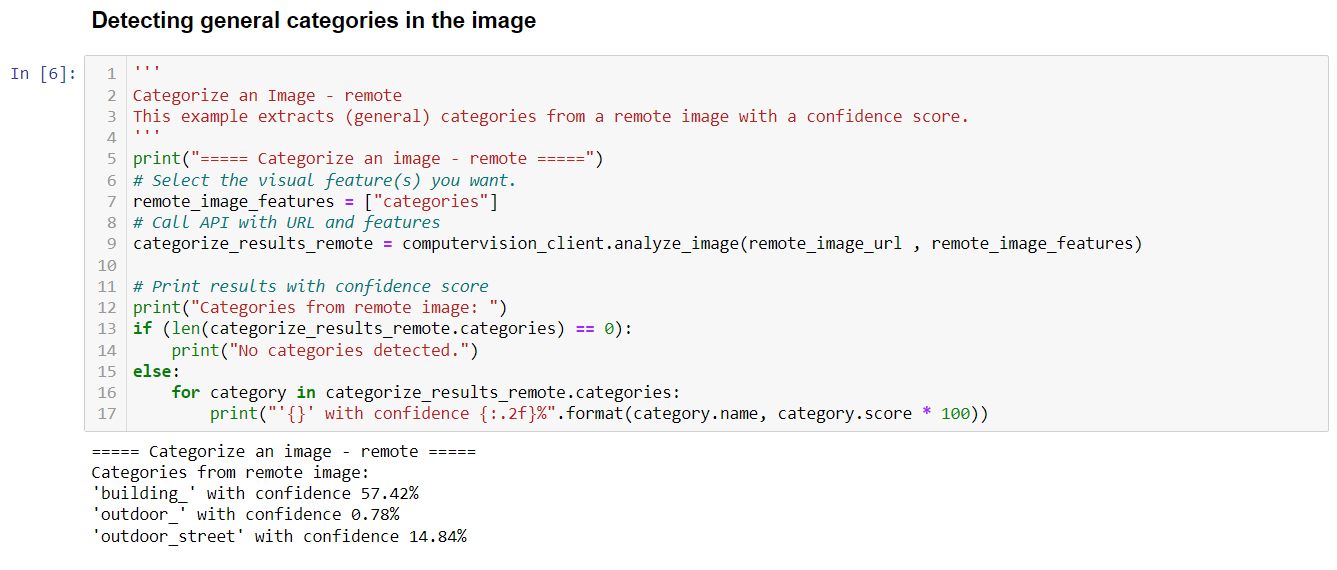 Detecting general categories in the image
In [6]:
1 '''
2 Categorize an Image - remote
3 This example extracts (general) categories from a remote image with a confidence score.
4 '''
5 print("===== Categorize an image - remote =====")
6 # Select the visual feature(s) you want.
7 remote_image_features = ["categories"]
8 # Call API with URL and features
9 categorize_results_remote = computervision_client.analyze_image(remote_image_url , remote_image_features)
10
11 # Print results with confidence score
12 print("Categories from remote image: ")
13 if (len(categorize_results_remote.categories) == 0):
14     print("No categories detected.")
15 else:
16     for category in categorize_results_remote.categories:
17         print("'{}' with confidence {:.2f}%".format(category.name, category.score * 100))
===== Categorize an image - remote =====
Categories from remote image:
'building_' with confidence 57.42%
'outdoor_' with confidence 0.78%
'outdoor_street' with confidence 14.84%